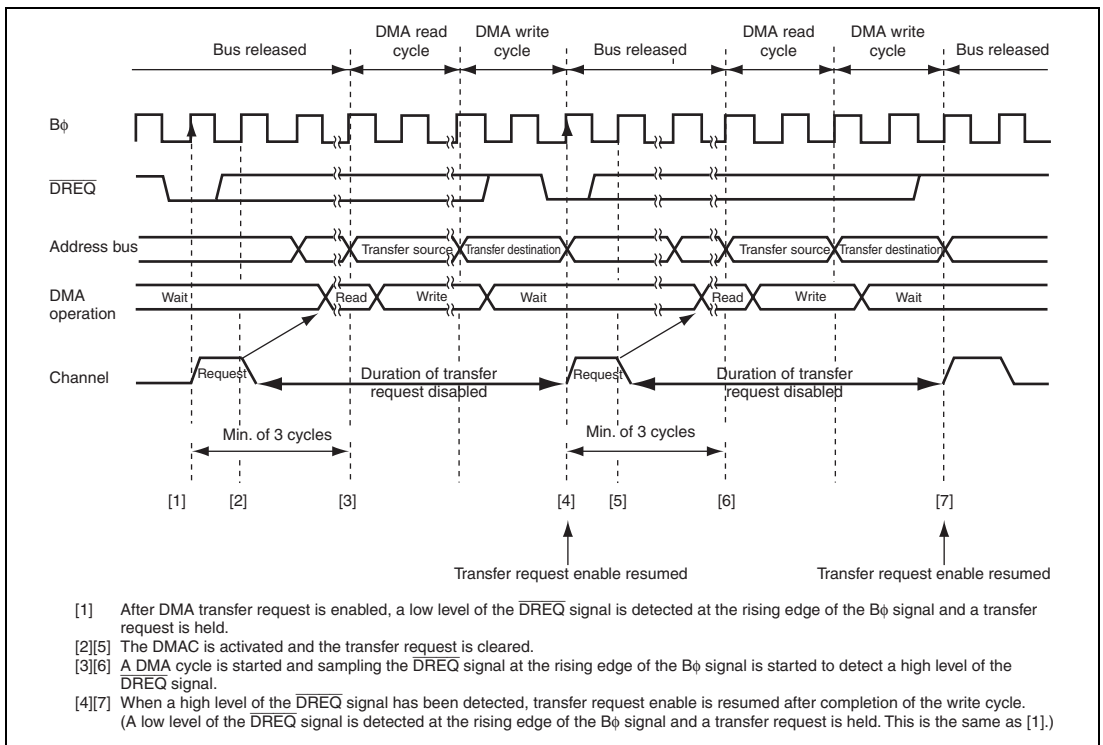 DMA read cycle
DMA write cycle
DMA read cycle
DMA write cycle
Bus released
Bus released
Bus released
Bϕ
DREQ
Address bus
Transfer source
Transfer destination
Transfer source
Transfer destination
DMA operation
Wait
Read
Write
Wait
Read
Write
Wait
Channel
Request
Duration of transfer request disabled
Request
Duration of transfer request disabled
Min. of 3 cycles
Min. of 3 cycles
[1]
[2]
[3]
[4]
[5]
[6]
[7]
Transfer request enable resumed
Transfer request enable resumed
[1] After DMA transfer request is enabled, a low level of the DREQ signal is detected at the rising edge of the Bϕ signal and a transfer
request is held.
[2][5] The DMAC is activated and the transfer request is cleared.
[3][6] A DMA cycle is started and sampling the DREQ signal at the rising edge of the Bϕ signal is started to detect a high level of the
DREQ signal.
[4][7] When a high level of the DREQ signal has been detected, transfer request enable is resumed after completion of the write cycle.
(A low level of the DREQ signal is detected at the rising edge of the Bϕ signal and a transfer request is held. This is the same as [1].)